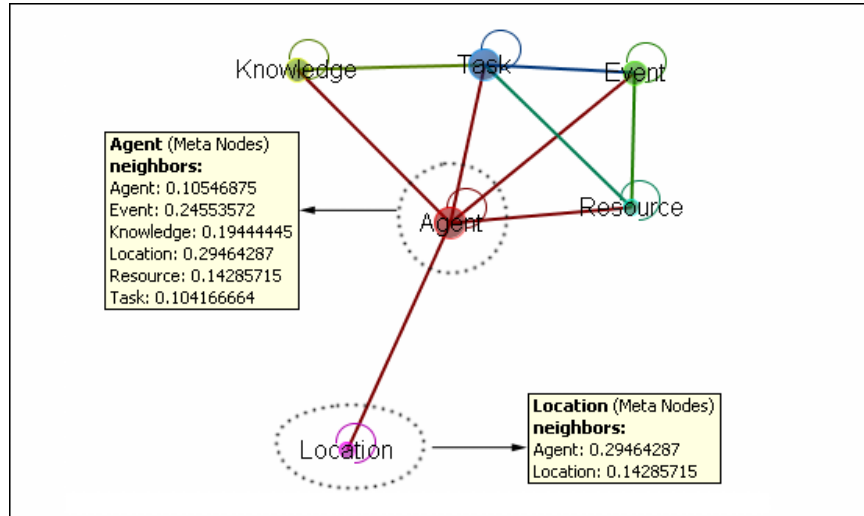 Knowledge
Task
Event
Agent (Meta Nodes)
neighbors:
Agent: 0.10546875
Event: 0.24553572
Knowledge: 0.19444445
Location: 0.29464287
Resource: 0.14285715
Task: 0.104166664
Agent
Resource
Location
Location (Meta Nodes)
neighbors:
Agent: 0.29464287
Location: 0.14285715